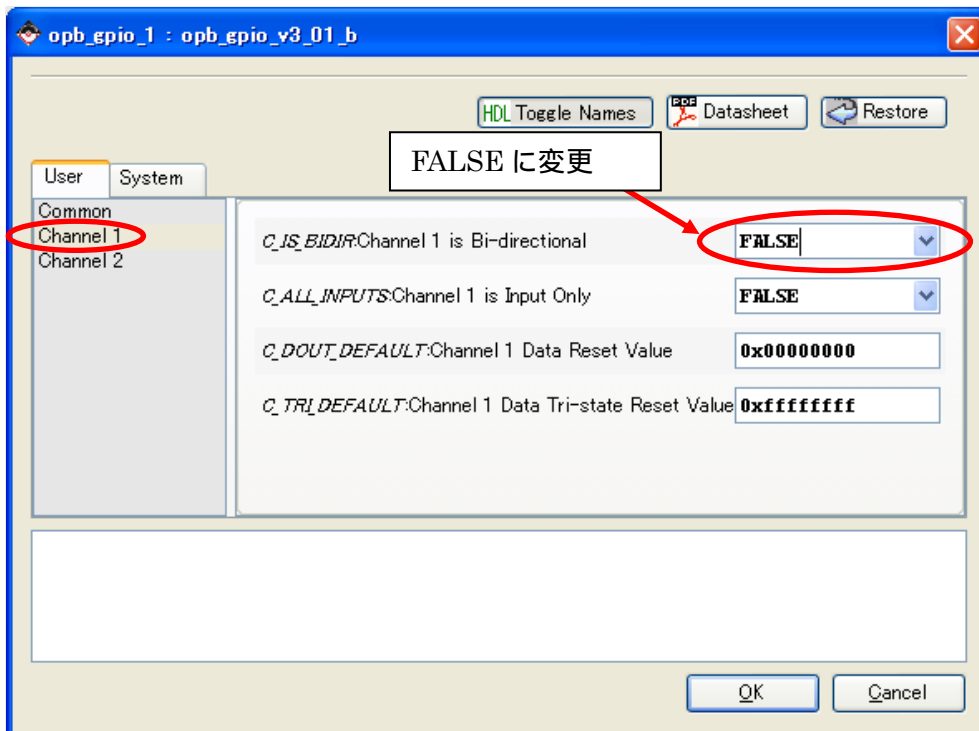 opb_gpio_1 : opb_gpio_v3_01_b
HDL Toggle Names
PDF Datasheet
Restore
FALSE に変更
User
System
Common
Channel 1
Channel 2
C_IS_BIDIR:Channel 1 is Bi-directional
FALSE
C_ALL_INPUTS:Channel 1 is Input Only
FALSE
C_DOUT_DEFAULT:Channel 1 Data Reset Value
0x00000000
C_TRI_DEFAULT:Channel 1 Data Tri-state Reset Value
0xffffffff
OK
Cancel